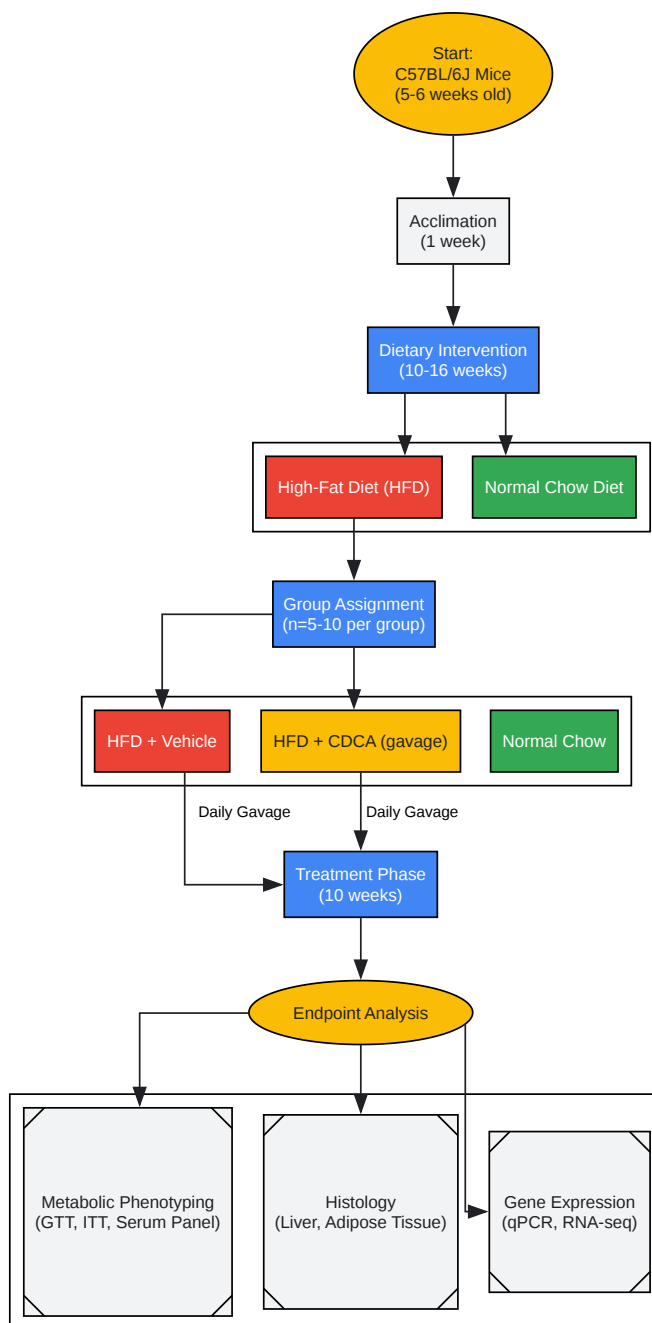 Start:
C57BL/6J Mice
(5-6 weeks old)
Acclimation
(1 week)
Dietary Intervention
(10-16 weeks)
High-Fat Diet (HFD)
Normal Chow Diet
Group Assignment
(n=5-10 per group)
HFD + Vehicle
HFD + CDCA (gavage)
Normal Chow
Daily Gavage
Daily Gavage
Treatment Phase
(10 weeks)
Endpoint Analysis
Metabolic Phenotyping
(GTT, ITT, Serum Panel)
Histology
(Liver, Adipose Tissue)
Gene Expression
(qPCR, RNA-seq)